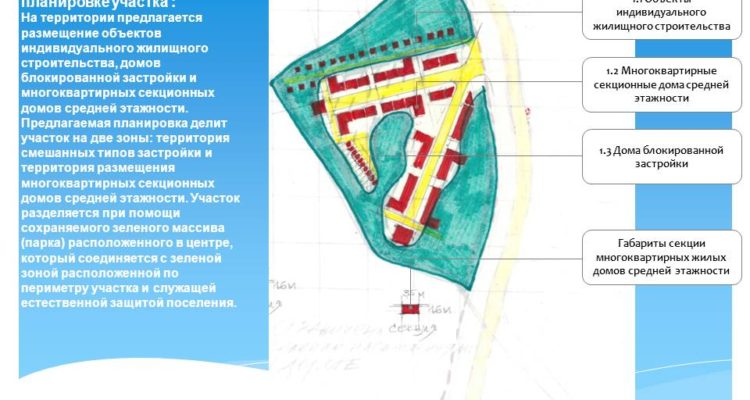 планировке участка :
На территории предлагается
размещение объектов
индивидуального жилищного
строительства, домов
блокированной застройки и
многоквартирных секционных
домов средней этажности.
Предлагаемая планировка делит
участок на две зоны: территория
смешанных типов застройки и
территория размещения
многоквартирных секционных
домов средней этажности. Участок
разделяется при помощи
сохраняемого зеленого массива
(парка) расположенного в центре,
который соединяется с зеленой
зоной расположенной по
периметру участка и служащей
естественной защитой поселения.
1.1 Объекты
индивидуального
жилищного строительства
1.2 Многоквартирные
секционные дома средней
этажности
1.3 Дома блокированной
застройки
Габариты секции
многоквартирных жилых
домов средней этажности
16м
секция